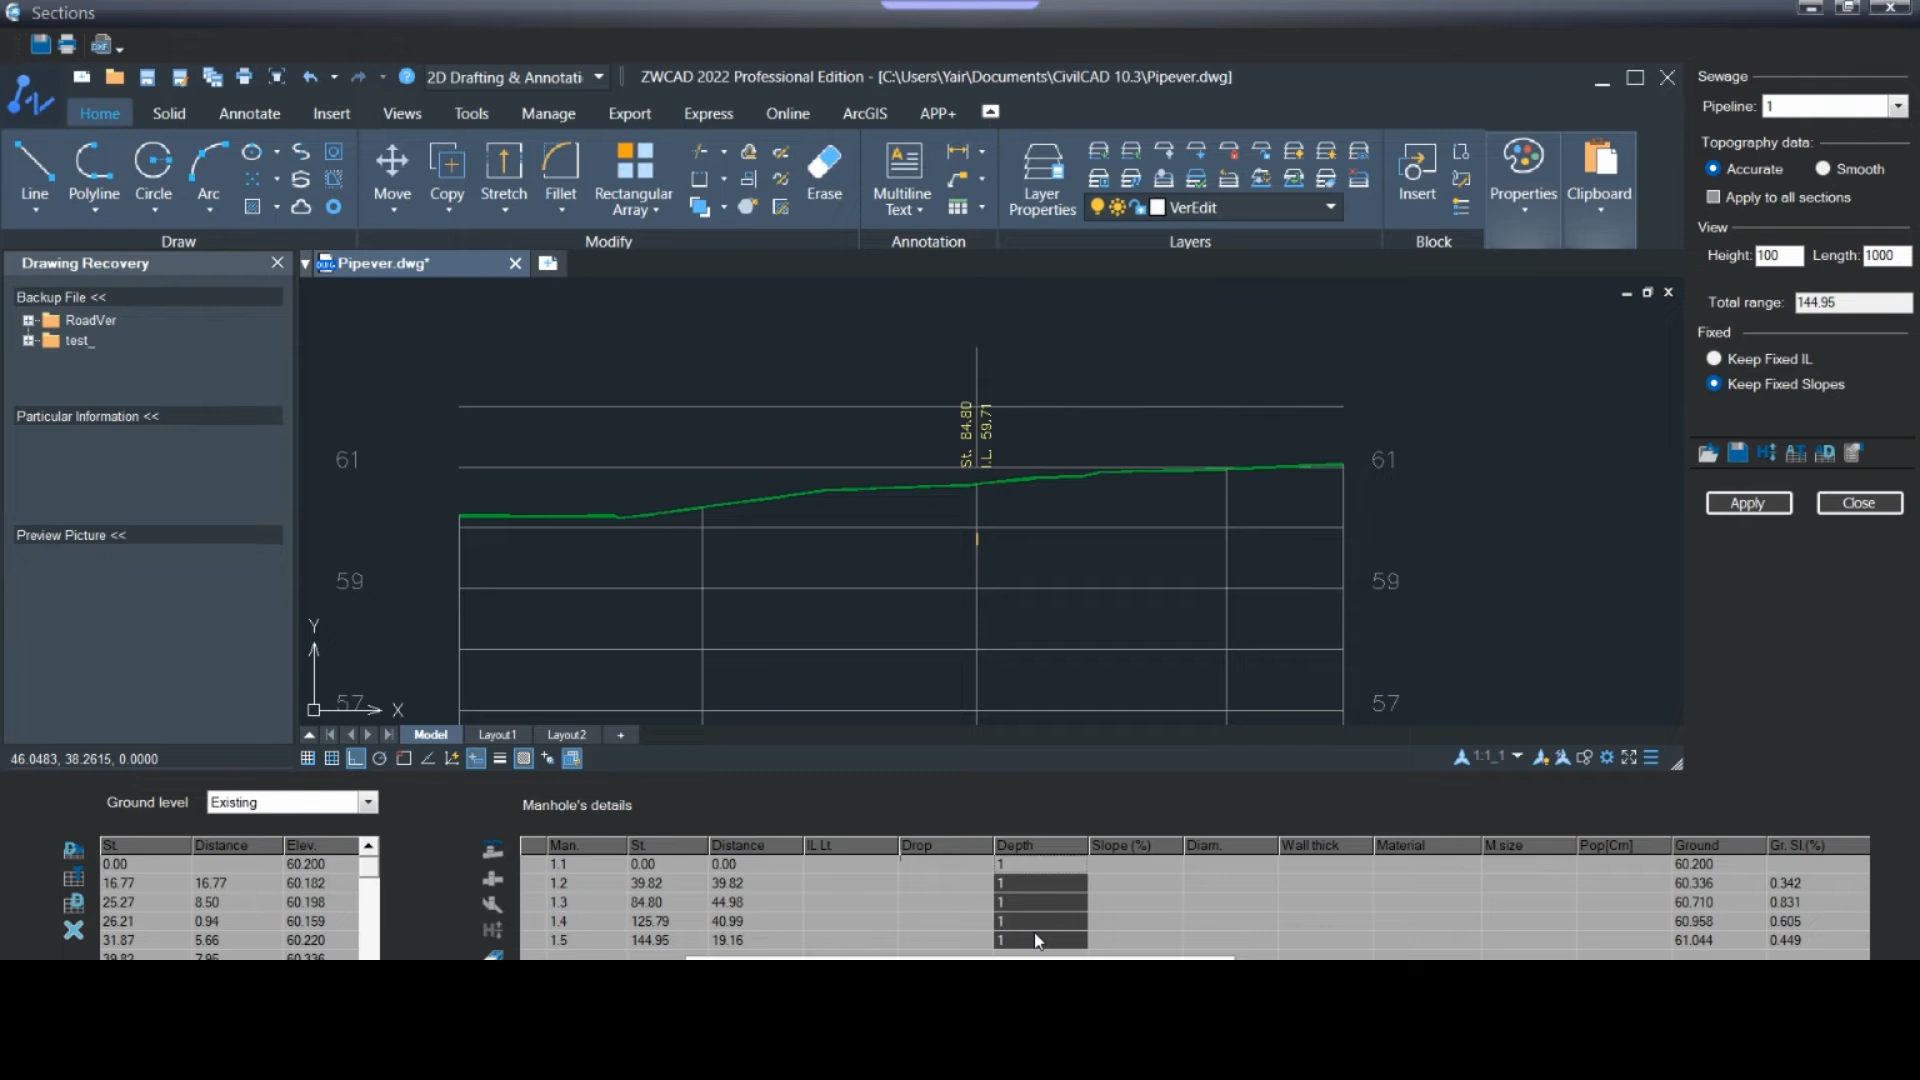 Sections
2D Drafting & Annotati
ZWCAD 2022 Professional Edition - [C:\Users\Yair\Documents\CivilCAD 10.3\Pipever.dwg]
Home Solid Annotate Insert Views Tools Manage Export Express Online ArcGIS APP+
Line Polyline Circle Arc Move Copy Stretch Fillet Rectangular Array Erase Multiline Text Layer Properties VerEdit Insert Properties Clipboard
Draw Modify Annotation Layers Block
Drawing Recovery
Pipever.dwg*
Backup File <<
RoadVer
test_
Particular Information <<
Preview Picture <<
St. 84.80
I.L. 59.71
61 61
59 59
57 57
Y
X
Model Layout1 Layout2 +
46.0483, 38.2615, 0.0000
1:1_1
Sewage
Pipeline: 1
Topography data:
Accurate Smooth
Apply to all sections
View
Height: 100 Length: 1000
Total range: 144.95
Fixed
Keep Fixed IL
Keep Fixed Slopes
Apply Close
Ground level Existing
St. Distance Elev.
0.00 60.200
16.77 16.77 60.182
25.27 8.50 60.198
26.21 0.94 60.159
31.87 5.66 60.220
39.82 7.95 60.336
Manhole's details
Man. St. Distance IL Lt Drop Depth Slope (%) Diam. Wall thick Material M.size Pop[Cm] Ground Gr. Sl.(%)
1.1 0.00 0.00 1 60.200
1.2 39.82 39.82 1 60.336 0.342
1.3 84.80 44.98 1 60.710 0.831
1.4 125.79 40.99 1 60.958 0.605
1.5 144.95 19.16 1 61.044 0.449